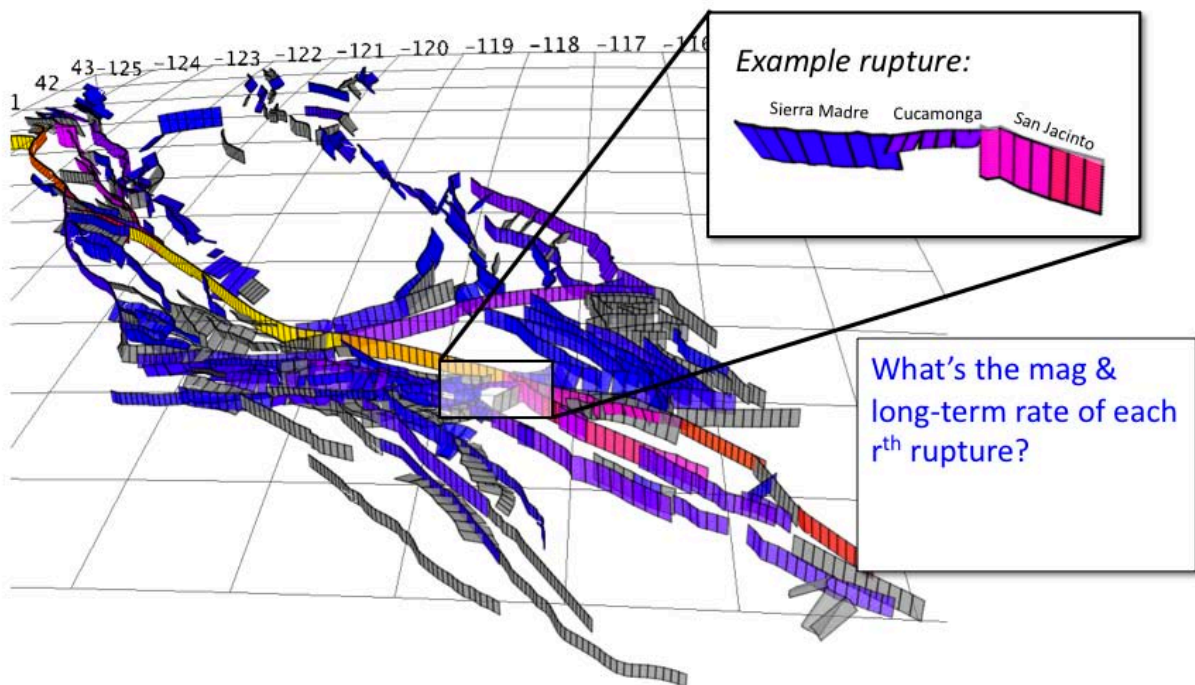 1 42 43 -125 -124 -123 -122 -121 -120 -119 -118 -117 -116
Example rupture:
Sierra Madre Cucamonga San Jacinto
What’s the mag &
long-term rate of each
rth rupture?